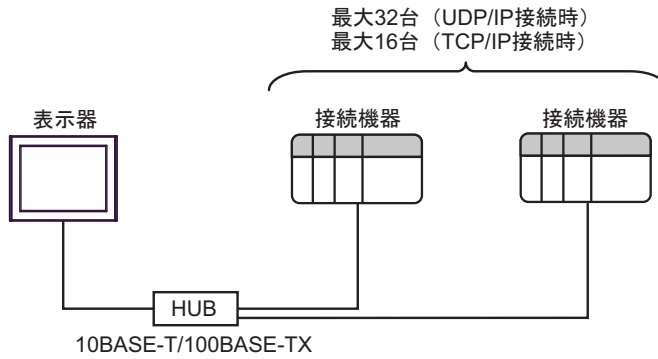 最大32台（UDP/IP接続時）
最大16台（TCP/IP接続時）
表示器
接続機器
接続機器
HUB
10BASE-T/100BASE-TX